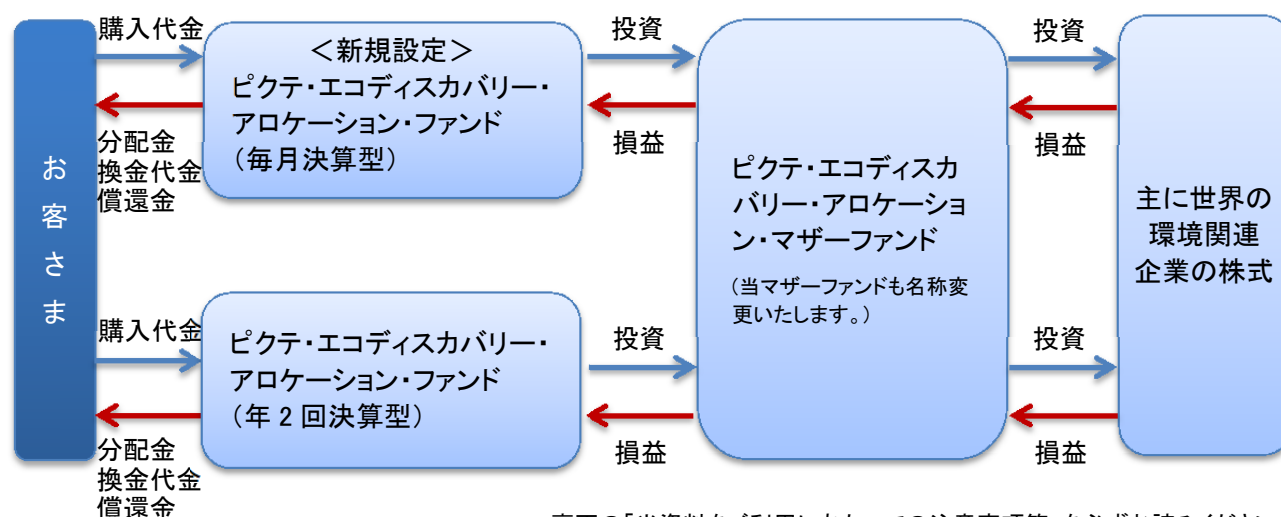 お客さま
購入代金
分配金
換金代金
償還金
＜新規設定＞
ピクテ・エコディスカバリー・
アロケーション・ファンド
（毎月決算型）
投資
損益
購入代金
分配金
換金代金
償還金
ピクテ・エコディスカバリー・
アロケーション・ファンド
（年２回決算型）
投資
損益
ピクテ・エコディスカ
バリー・アロケーショ
ン・マザーファンド
（当マザーファンドも名称変
更いたします。）
投資
損益
投資
損益
主に世界の
環境関連
企業の株式